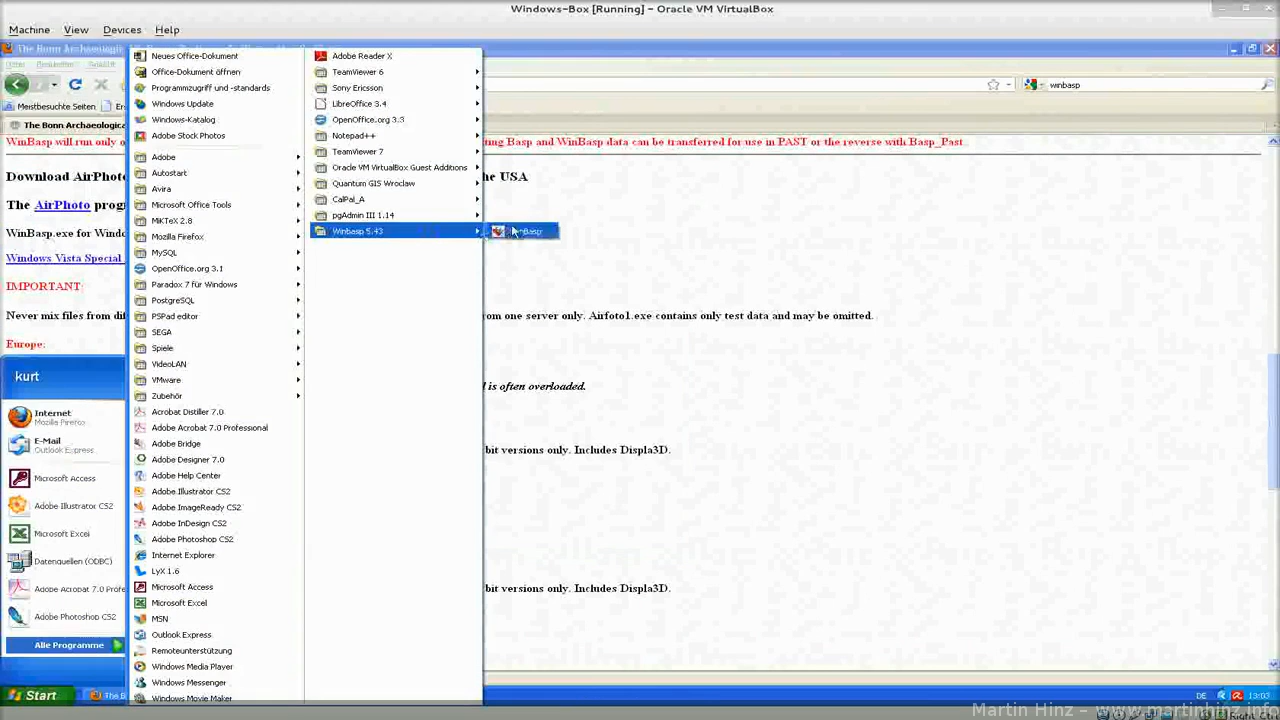 Windows-Box [Running] - Oracle VM VirtualBox
Machine View Devices Help
The Bonn Archaeologic
Meistbesuchte Seiten
winbasp
The Bonn Archaeologica
WinBasp will run only o
ting Basp and WinBasp data can be transferred for use in PAST or the reverse with Basp_Past
Download AirPhoto
he USA
The AirPhoto progr
WinBasp.exe for Window
Windows Vista Special
IMPORTANT:
Never mix files from dif
from one server only. Airfoto1.exe contains only test data and may be omitted.
Europe:
l is often overloaded.
bit versions only. Includes Displa3D.
bit versions only. Includes Displa3D.
kurt
Internet
Mozilla Firefox
E-Mail
Outlook Express
Microsoft Access
Adobe Illustrator CS2
Microsoft Excel
Datenquellen (ODBC)
Adobe Acrobat 7.0 Profe
Adobe Photoshop CS2
Alle Programme
Neues Office-Dokument
Office-Dokument öffnen
Programmzugriff und -standards
Windows Update
Windows-Katalog
Adobe Stock Photos
Adobe
Autostart
Avira
Microsoft Office Tools
MiKTeX 2.8
Mozilla Firefox
MySQL
OpenOffice.org 3.1
Paradox 7 für Windows
PostgreSQL
PSPad editor
SEGA
Spiele
VideoLAN
VMware
Zubehör
Acrobat Distiller 7.0
Adobe Acrobat 7.0 Professional
Adobe Bridge
Adobe Designer 7.0
Adobe Help Center
Adobe Illustrator CS2
Adobe ImageReady CS2
Adobe InDesign CS2
Adobe Photoshop CS2
Internet Explorer
LyX 1.6
Microsoft Access
Microsoft Excel
MSN
Outlook Express
Remoteunterstützung
Windows Media Player
Windows Messenger
Windows Movie Maker
Adobe Reader X
TeamViewer 6
Sony Ericsson
LibreOffice 3.4
OpenOffice.org 3.3
Notepad++
TeamViewer 7
Oracle VM VirtualBox Guest Additions
Quantum GIS Wroclaw
CalPal_A
pgAdmin III 1.14
Winbasp 5.43
Start
The B
DE
13:03
Martin Hinz - www.martinhinz.info